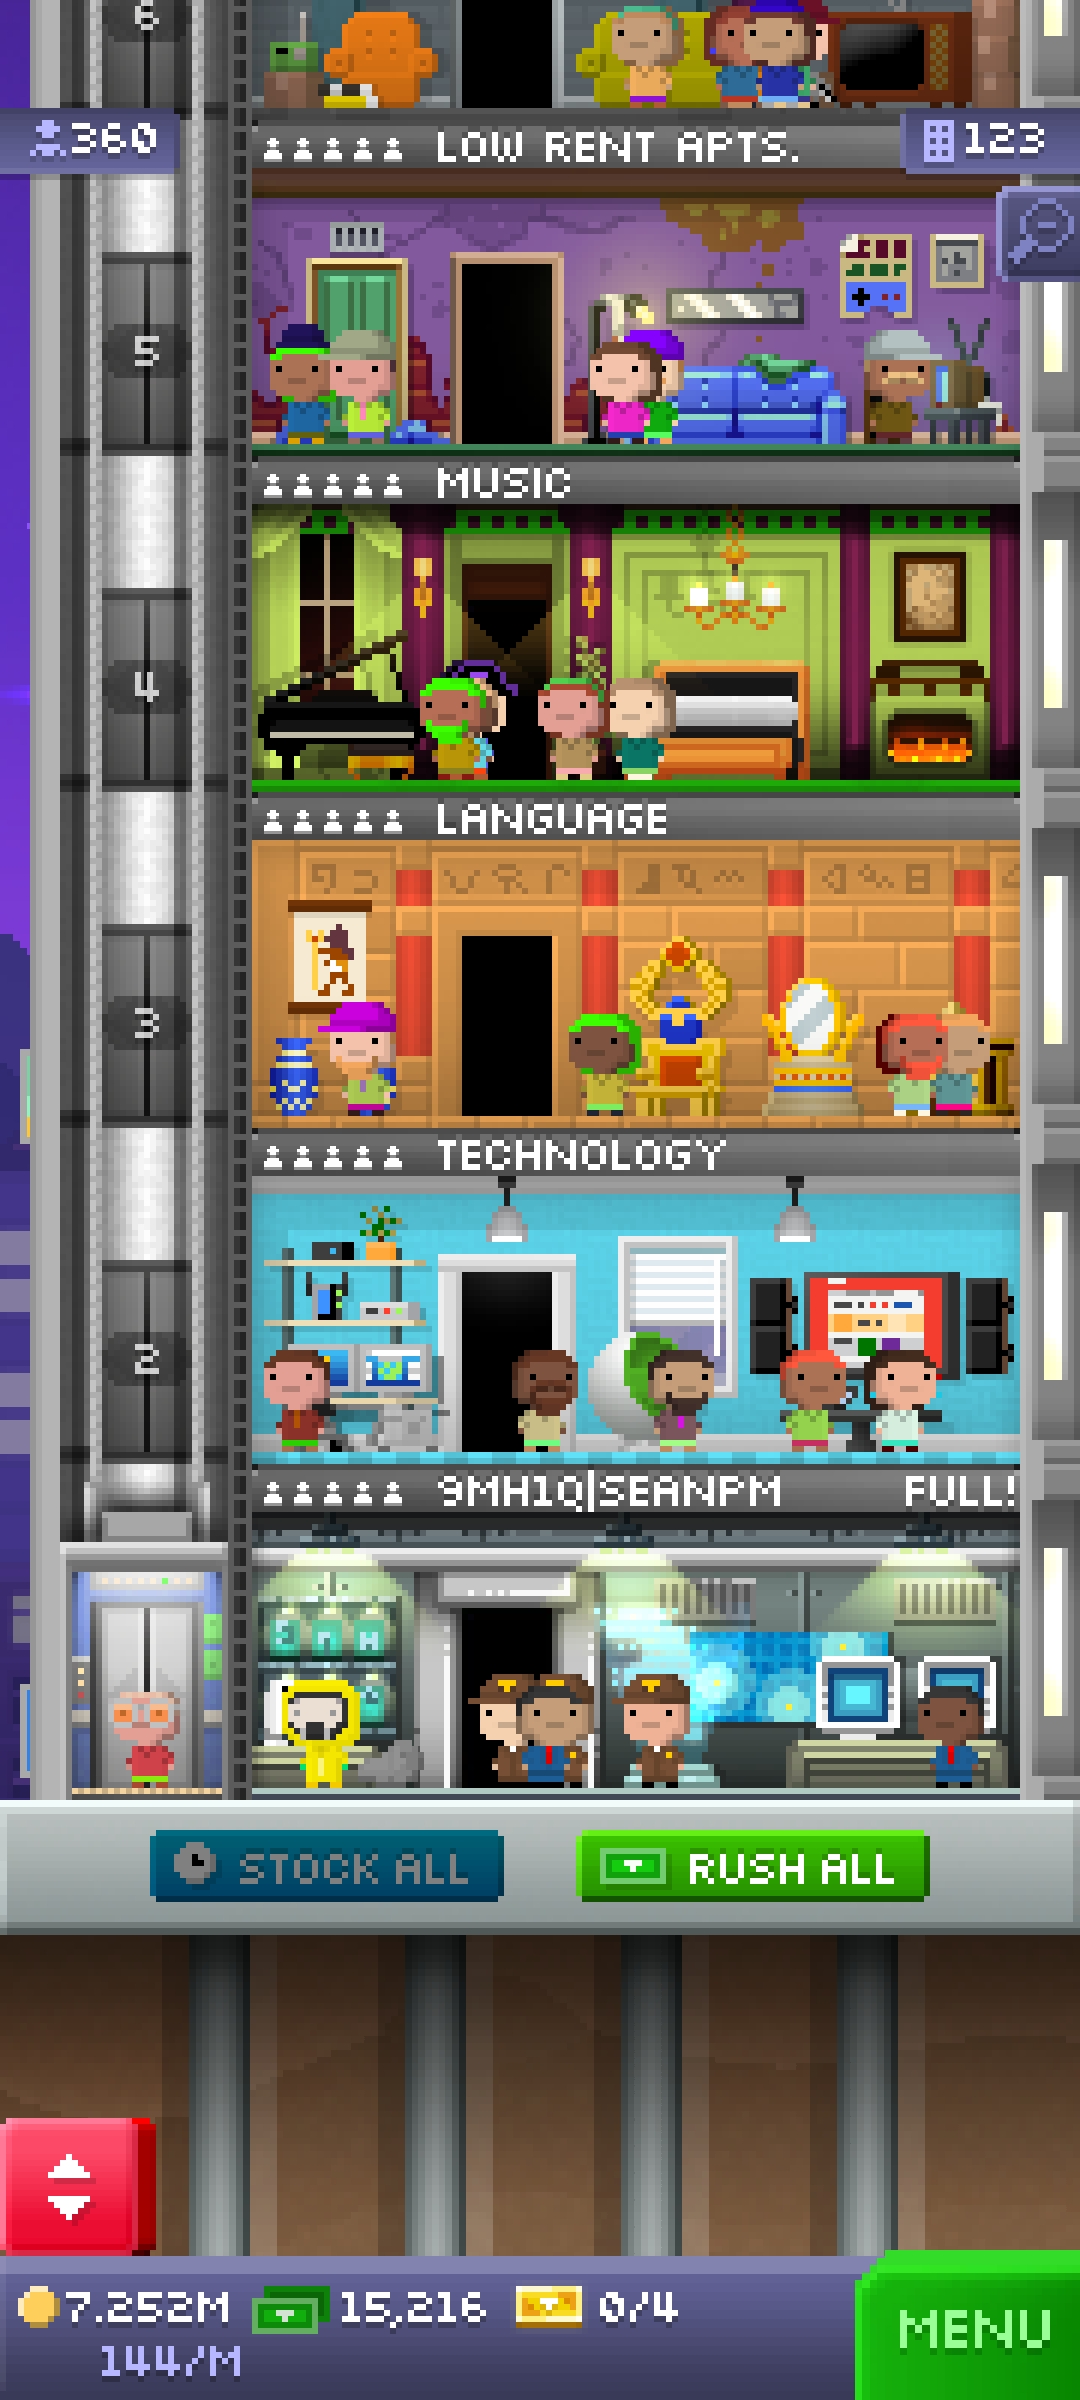 6
360
LOW RENT APTS.
123
5
MUSIC
4
LANGUAGE
3
TECHNOLOGY
2
9MH1Q|SEANPM FULL!
STOCK ALL
RUSH ALL
7.252M 15,216 0/4
144/M
MENU